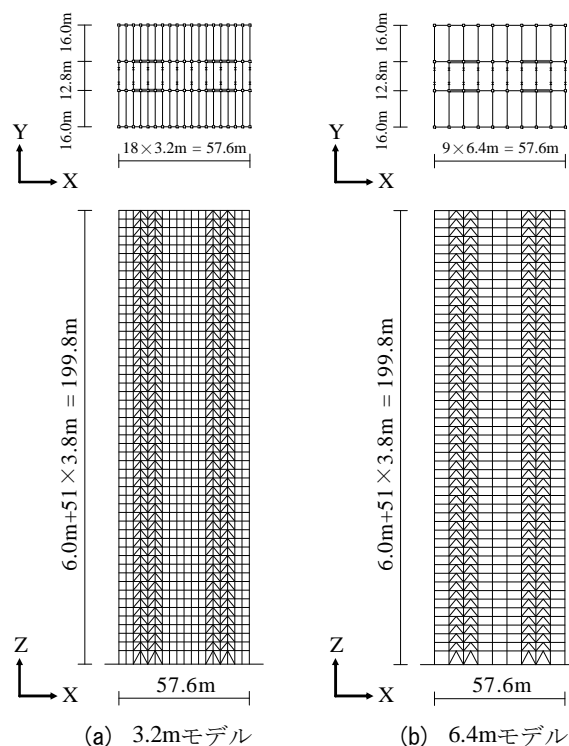 16.0m
12.8m
16.0m
Y
X
18×3.2m = 57.6m
16.0m
12.8m
16.0m
Y
X
9×6.4m = 57.6m
6.0m+51×3.8m = 199.8m
Z
X
57.6m
6.0m+51×3.8m = 199.8m
Z
X
57.6m
(a) 3.2mモデル
(b) 6.4mモデル